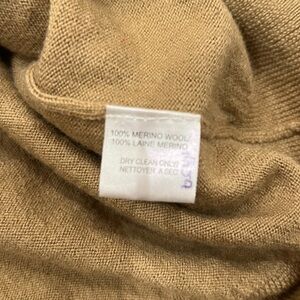 100% MERINO WOOL
100% LAINE MERINO
DRY CLEAN ONLY
NETTOYER A SEC